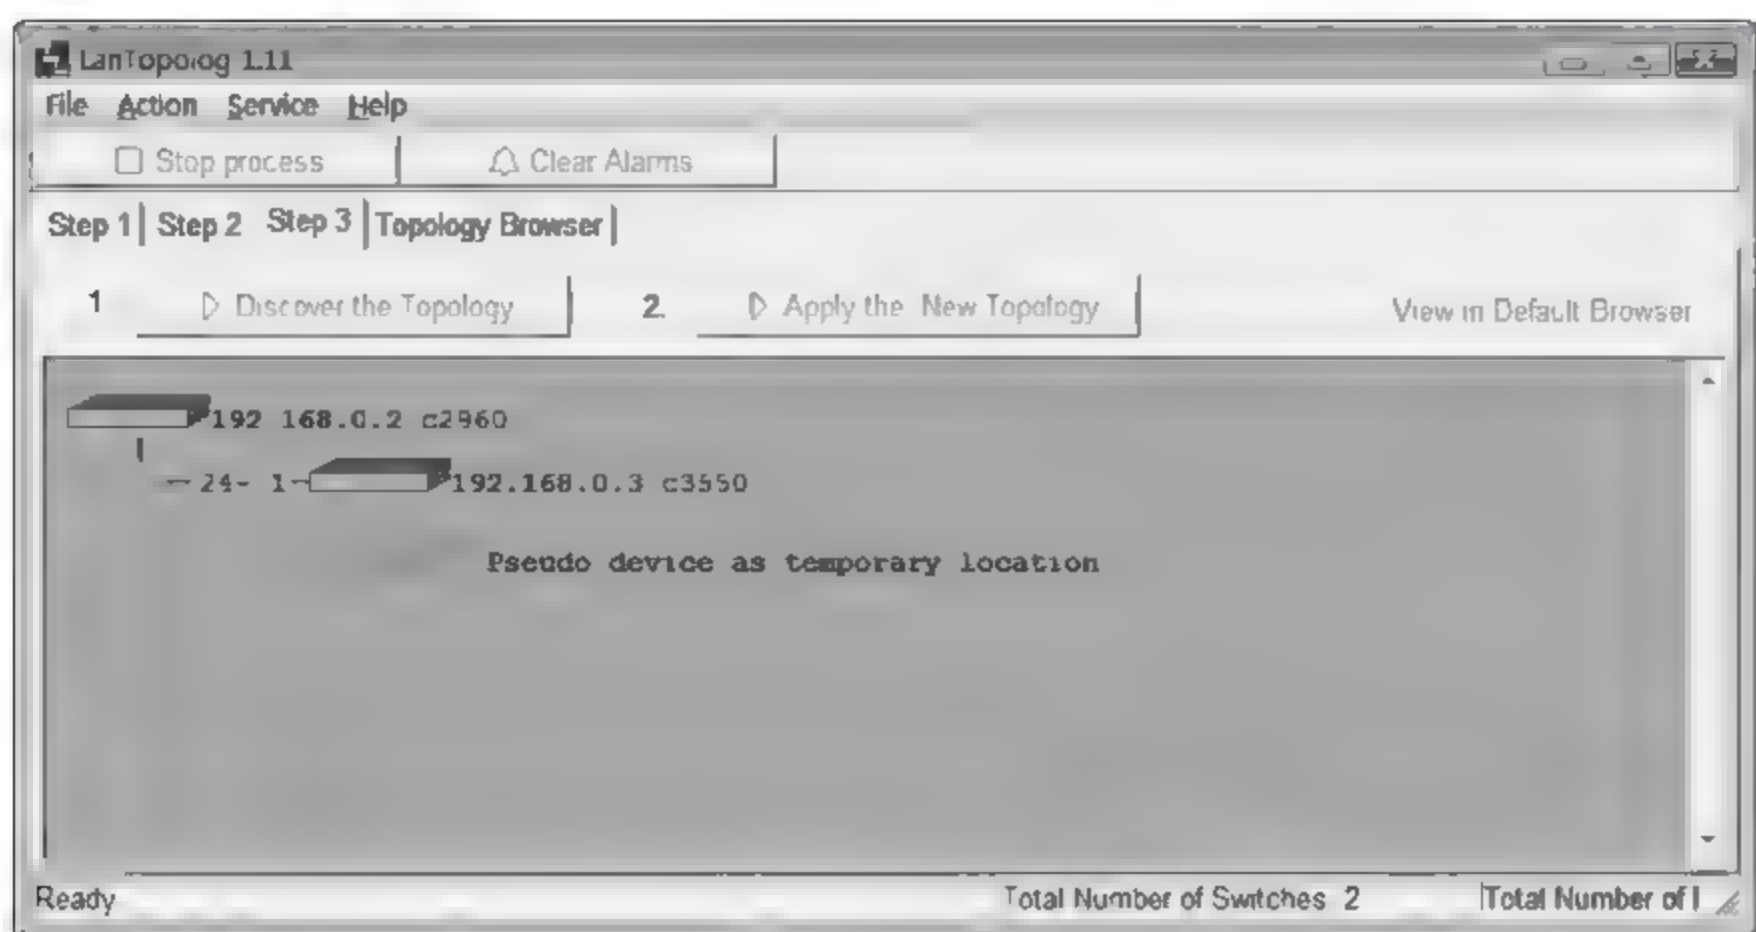 LanTopolog 1.11
File Action Service Help
Stop process Clear Alarms
Step 1 Step 2 Step 3 Topology Browser
1 Discover the Topology 2. Apply the New Topology View in Default Browser
192 168.0.2 c2960
24- 1- 192.168.0.3 c3550
Pseudo device as temporary location
Ready Total Number of Switches 2 Total Number of